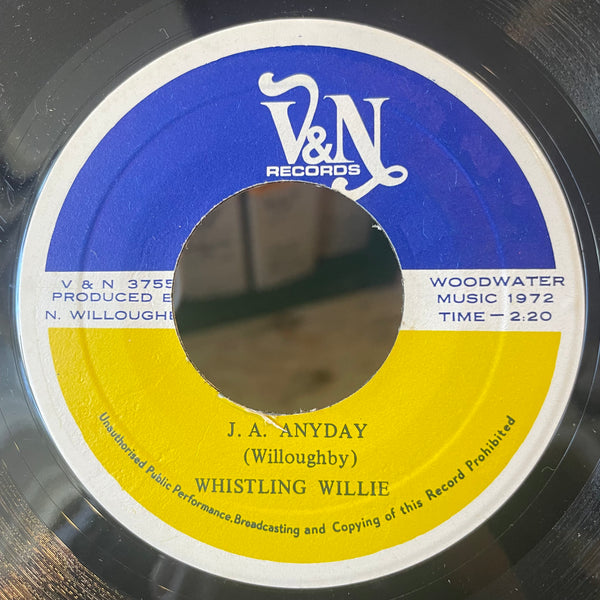 V&N
RECORDS
V & N 3755
PRODUCED B
N. WILLOUGHB
WOODWATER
MUSIC 1972
TIME — 2:20
J. A. ANYDAY
(Willoughby)
WHISTLING WILLIE
Unauthorised Public Performance, Broadcasting and Copying of this Record Prohibited